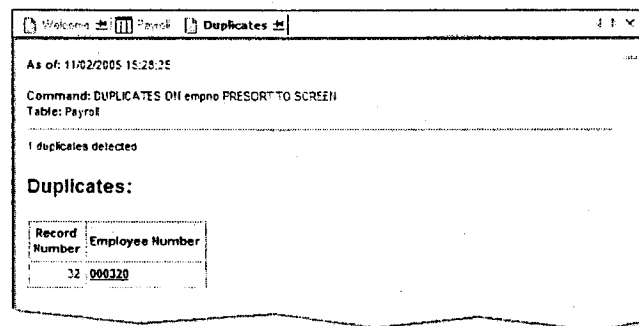 Welcome Payroll Duplicates
As of: 11/02/2005 15:28:35
Command: DUPLICATES ON empno PRESORT TO SCREEN
Table: Payroll
1 duplicates detected
Duplicates:
Record Number Employee Number
32 000320